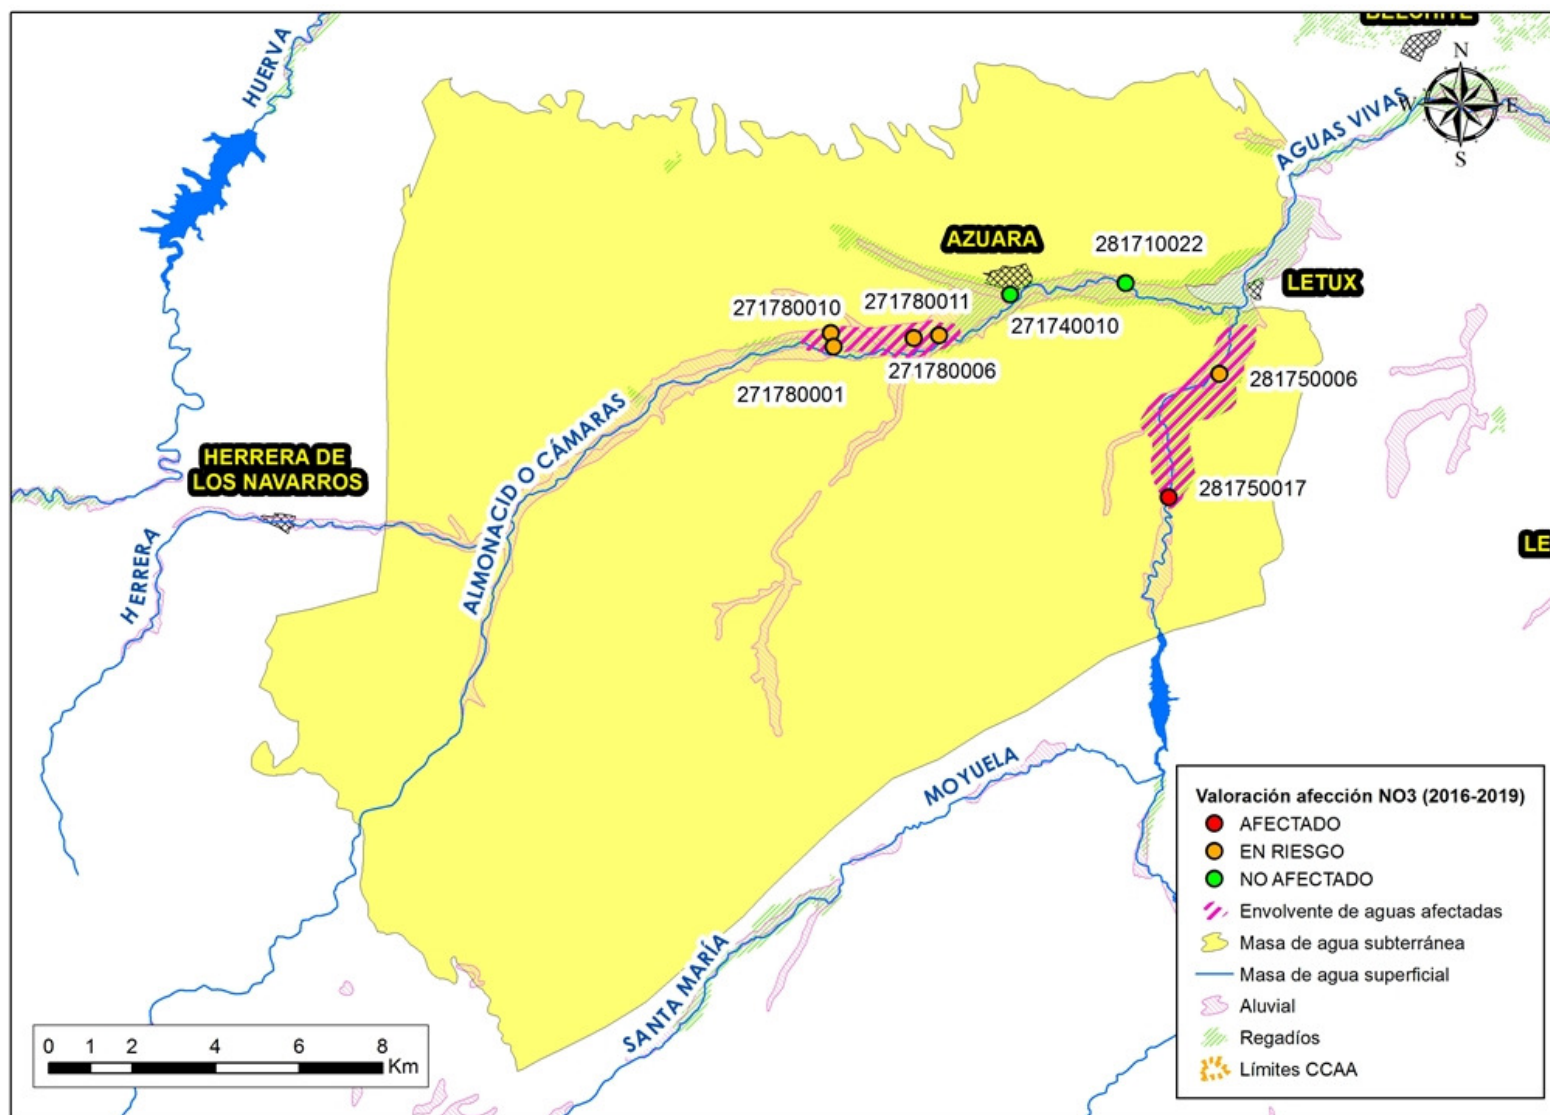 BELCHITE
HUERVA
N
W
E
S
AGUAS VIVAS
AZUARA
281710022
LETUX
271780010
271780011
271740010
271780006
271780001
281750006
HERRERA DE
LOS NAVARROS
281750017
ALMONACID O CÁMARAS
HERRERA
LE
MOYUELA
SANTA MARÍA
Valoración afección NO3 (2016-2019)
AFECTADO
EN RIESGO
NO AFECTADO
Envolvente de aguas afectadas
Masa de agua subterránea
Masa de agua superficial
Aluvial
Regadíos
Límites CCAA
0 1 2 4 6 8
Km